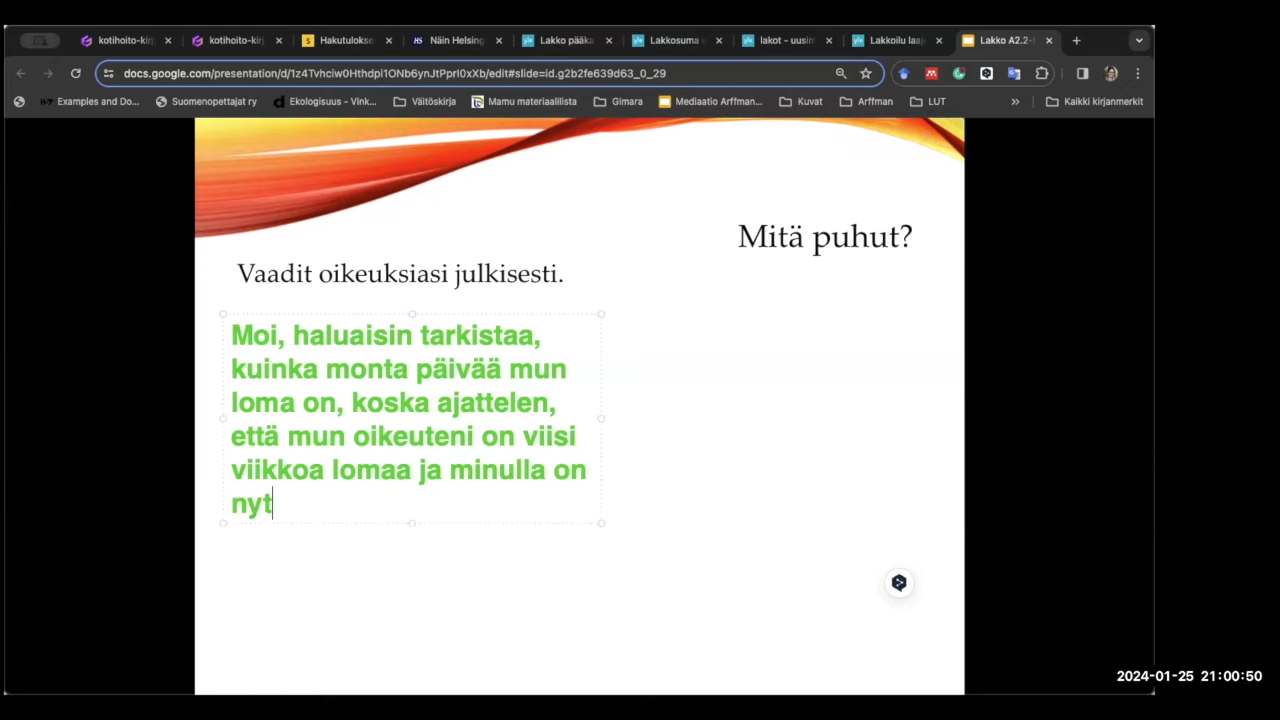 kotihoito-kirj
kotihoito-kirj
Hakutulokse
Näin Helsing
Lakko pääka
Lakkosuma v
lakot - uusim
Lakkoilu laaj
Lakko A2.2-
docs.google.com/presentation/d/1z4Tvhciw0Hthdpi1ONb6ynJtPprI0xXb/edit#slide=id.g2b2fe639d63_0_29
Examples and Do...
Suomenopettajat ry
Ekologisuus - Vink...
Väitöskirja
Mamu materiaalilista
Gimara
Mediaatio Arffman...
Kuvat
Arffman
LUT
Kaikki kirjanmerkit
Mitä puhut?
Vaadit oikeuksiasi julkisesti.
Moi, haluaisin tarkistaa,
kuinka monta päivää mun
loma on, koska ajattelen,
että mun oikeuteni on viisi
viikkoa lomaa ja minulla on
nyt
2024-01-25 21:00:50